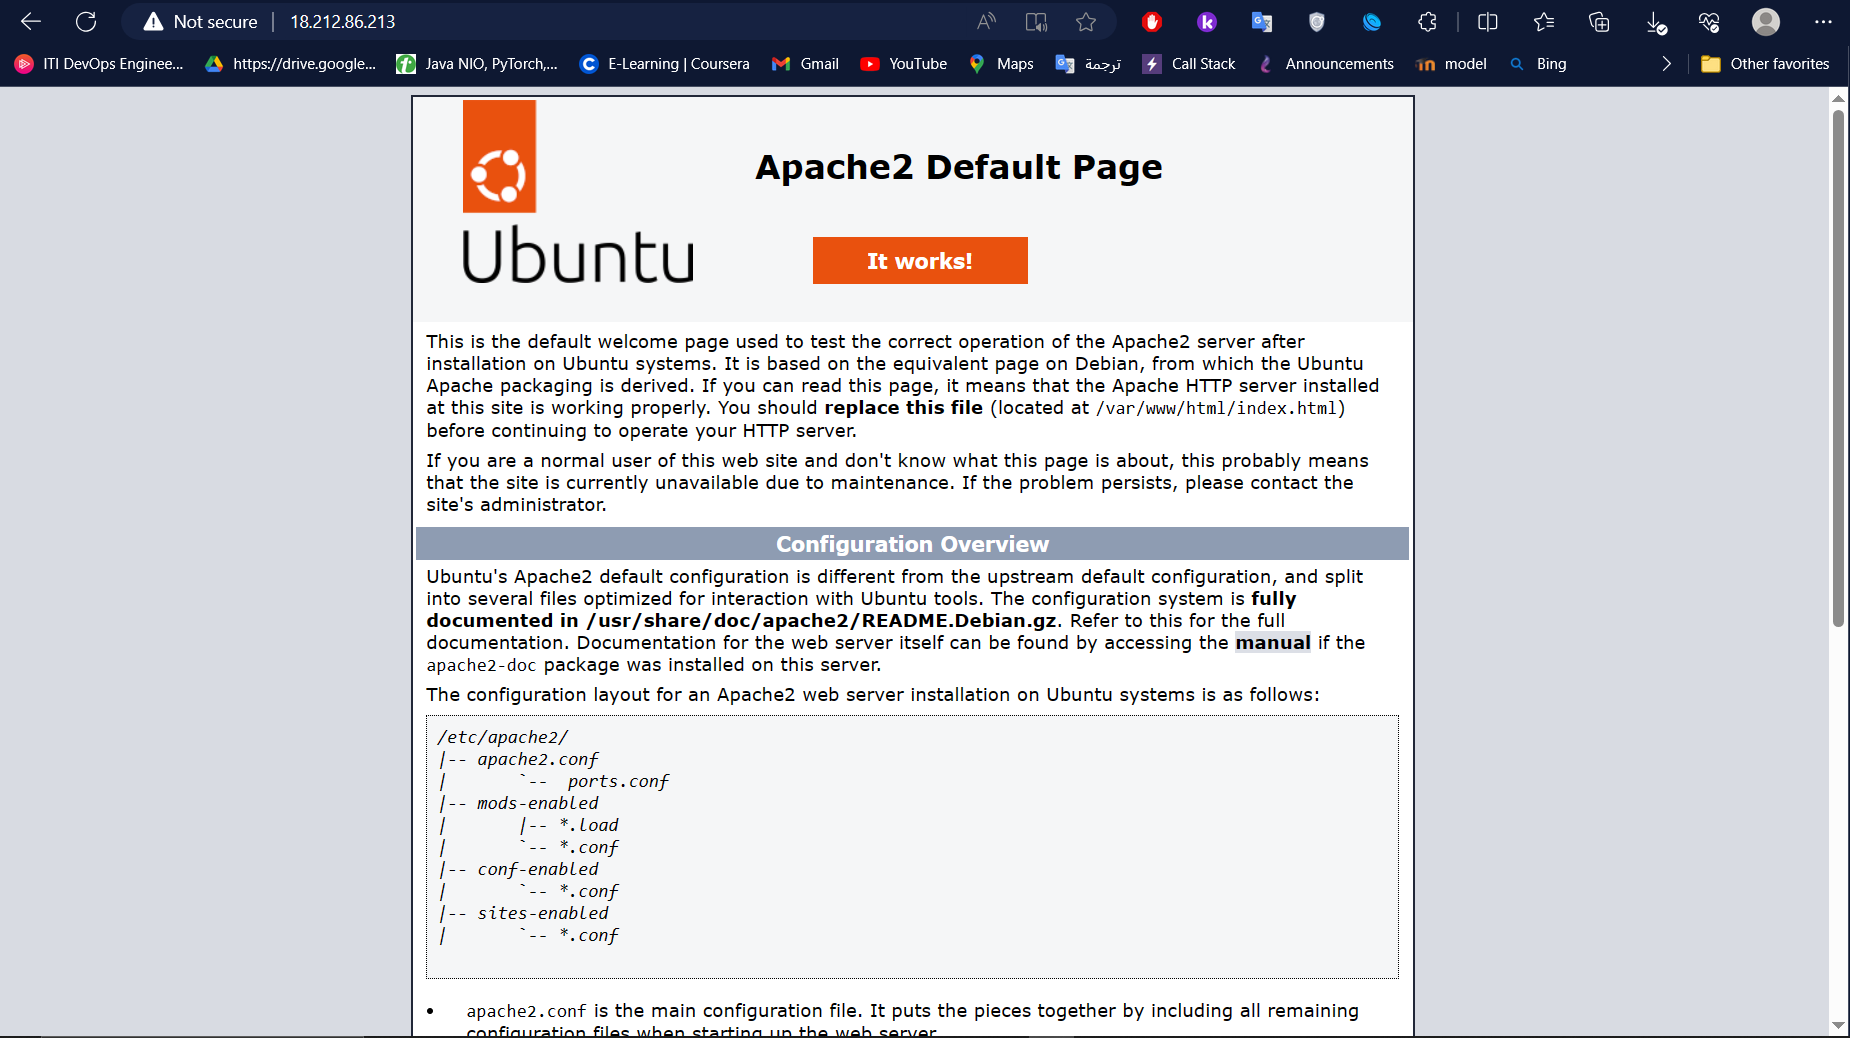 Not secure 18.212.86.213
ITI DevOps Enginee...
https://drive.google...
Java NIO, PyTorch,...
E-Learning | Coursera
Gmail
YouTube
Maps
ترجمة
Call Stack
Announcements
model
Bing
Other favorites
Apache2 Default Page
Ubuntu
It works!
This is the default welcome page used to test the correct operation of the Apache2 server after
installation on Ubuntu systems. It is based on the equivalent page on Debian, from which the Ubuntu
Apache packaging is derived. If you can read this page, it means that the Apache HTTP server installed
at this site is working properly. You should replace this file (located at /var/www/html/index.html)
before continuing to operate your HTTP server.
If you are a normal user of this web site and don't know what this page is about, this probably means
that the site is currently unavailable due to maintenance. If the problem persists, please contact the
site's administrator.
Configuration Overview
Ubuntu's Apache2 default configuration is different from the upstream default configuration, and split
into several files optimized for interaction with Ubuntu tools. The configuration system is fully
documented in /usr/share/doc/apache2/README.Debian.gz. Refer to this for the full
documentation. Documentation for the web server itself can be found by accessing the manual if the
apache2-doc package was installed on this server.
The configuration layout for an Apache2 web server installation on Ubuntu systems is as follows:
/etc/apache2/
|-- apache2.conf
|       `--  ports.conf
|-- mods-enabled
|       |-- *.load
|       `-- *.conf
|-- conf-enabled
|       `-- *.conf
|-- sites-enabled
|       `-- *.conf
• apache2.conf is the main configuration file. It puts the pieces together by including all remaining
configuration files when starting up the web server.